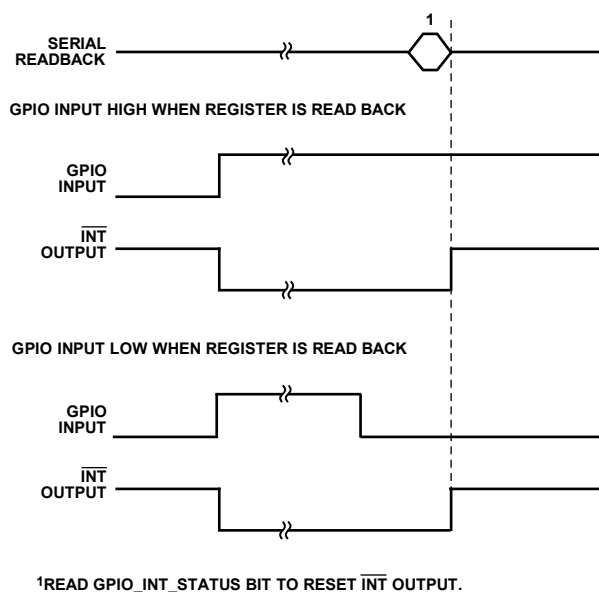 1
SERIAL
READBACK
GPIO INPUT HIGH WHEN REGISTER IS READ BACK
GPIO
INPUT
INT
OUTPUT
GPIO INPUT LOW WHEN REGISTER IS READ BACK
GPIO
INPUT
INT
OUTPUT
1READ GPIO_INT_STATUS BIT TO RESET INT OUTPUT.